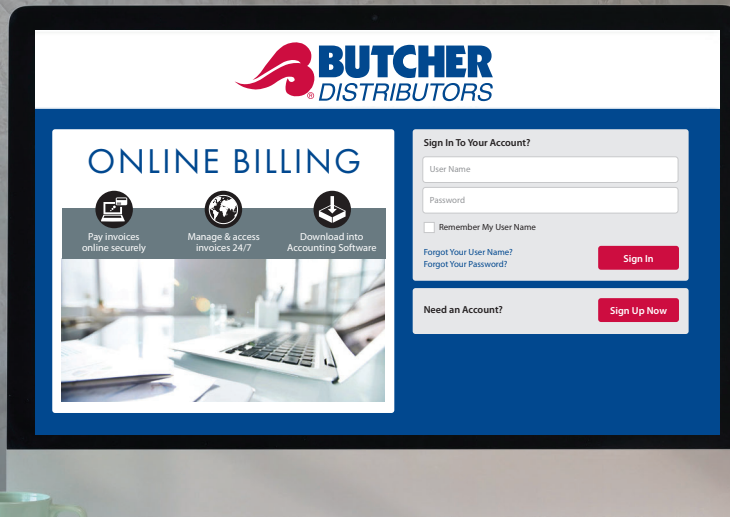 BUTCHER
® DISTRIBUTORS
ONLINE BILLING
Pay invoices
online securely
Manage & access
invoices 24/7
Download into
Accounting Software
Sign In To Your Account?
User Name
Password
Remember My User Name
Forgot Your User Name?
Forgot Your Password?
Sign In
Need an Account?
Sign Up Now